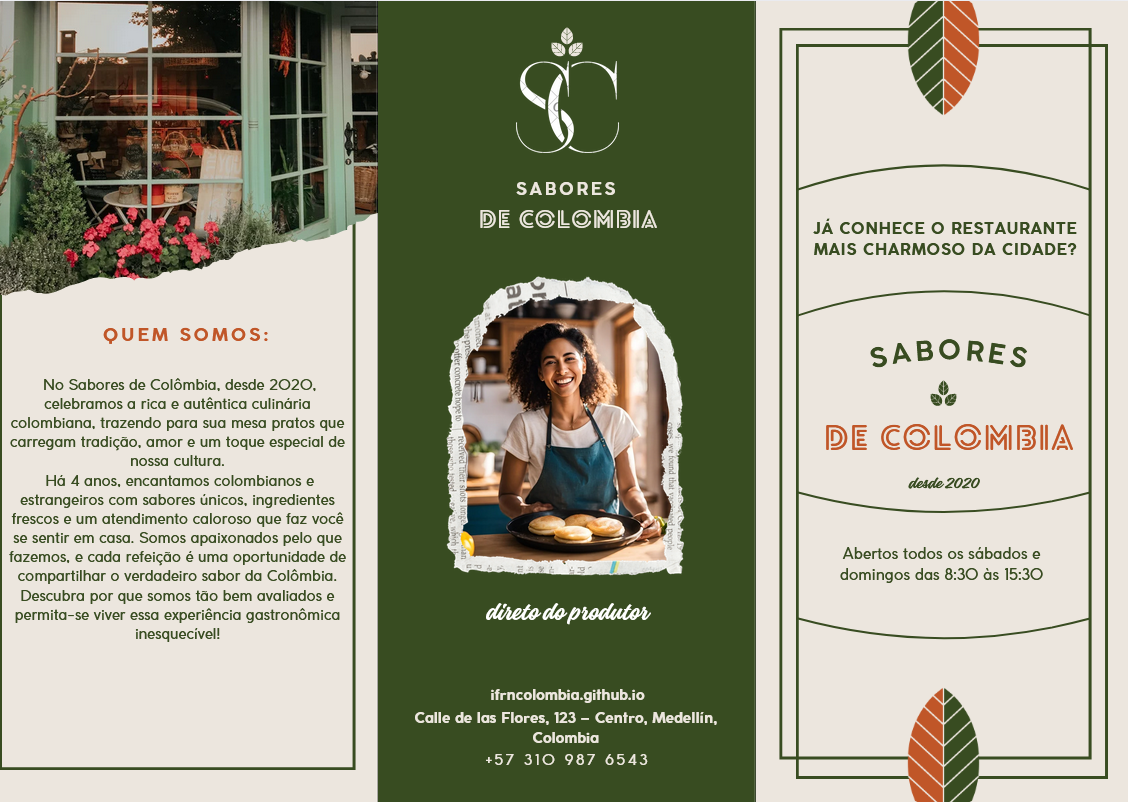 QUEM SOMOS:
No Sabores de Colômbia, desde 2020,
celebramos a rica e autêntica culinária
colombiana, trazendo para sua mesa pratos que
carregam tradição, amor e um toque especial de
nossa cultura.
Há 4 anos, encantamos colombianos e
estrangeiros com sabores únicos, ingredientes
frescos e um atendimento caloroso que faz você
se sentir em casa. Somos apaixonados pelo que
fazemos, e cada refeição é uma oportunidade de
compartilhar o verdadeiro sabor da Colômbia.
Descubra por que somos tão bem avaliados e
permita-se viver essa experiência gastronômica
inesquecível!
SC
SABORES
DE COLOMBIA
direto do produtor
ifrncolombia.github.io
Calle de las Flores, 123 – Centro, Medellín,
Colombia
+57 310 987 6543
JÁ CONHECE O RESTAURANTE
MAIS CHARMOSO DA CIDADE?
SABORES
DE COLOMBIA
desde 2020
Abertos todos os sábados e
domingos das 8:30 às 15:30